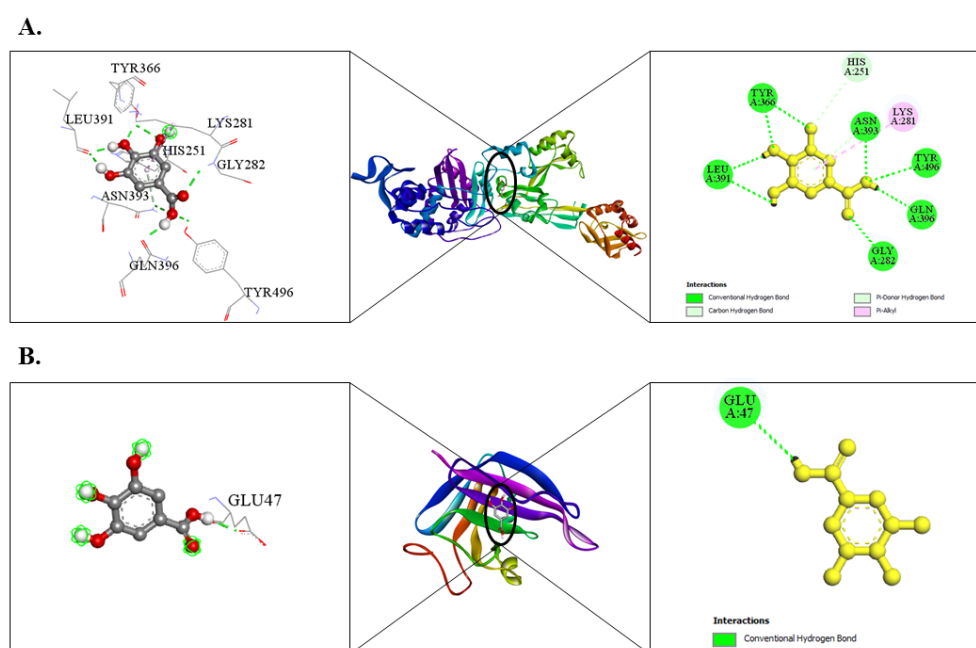 A.
TYR366
LEU391
LYS281
HIS251
GLY282
ASN393
GLN396
TYR496
HIS
A:251
TYR
A:366
LYS
A:281
ASN
A:393
LEU
A:391
TYR
A:496
GLN
A:396
GLY
A:282
Interactions
Conventional Hydrogen Bond
Carbon Hydrogen Bond
Pi-Donor Hydrogen Bond
Pi-Alkyl
B.
GLU47
GLU
A:47
Interactions
Conventional Hydrogen Bond